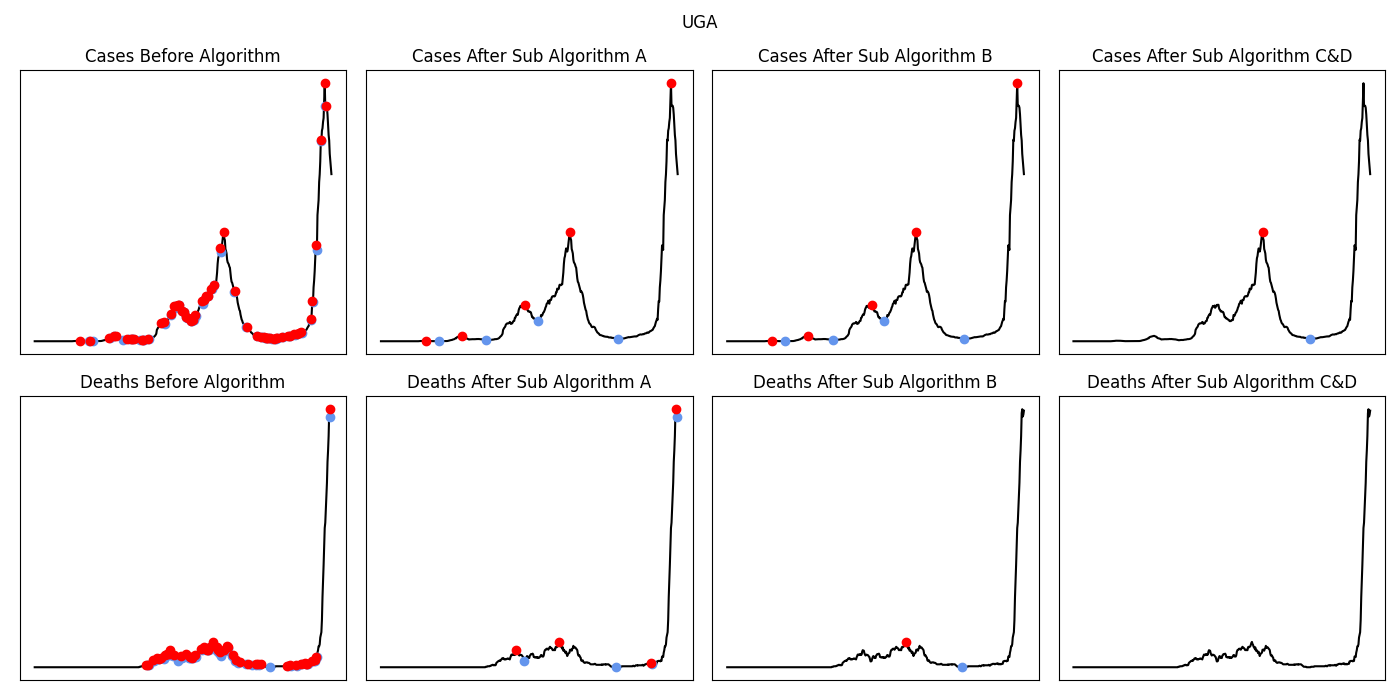 UGA
Cases Before Algorithm
Cases After Sub Algorithm A
Cases After Sub Algorithm B
Cases After Sub Algorithm C&D
Deaths Before Algorithm
Deaths After Sub Algorithm A
Deaths After Sub Algorithm B
Deaths After Sub Algorithm C&D